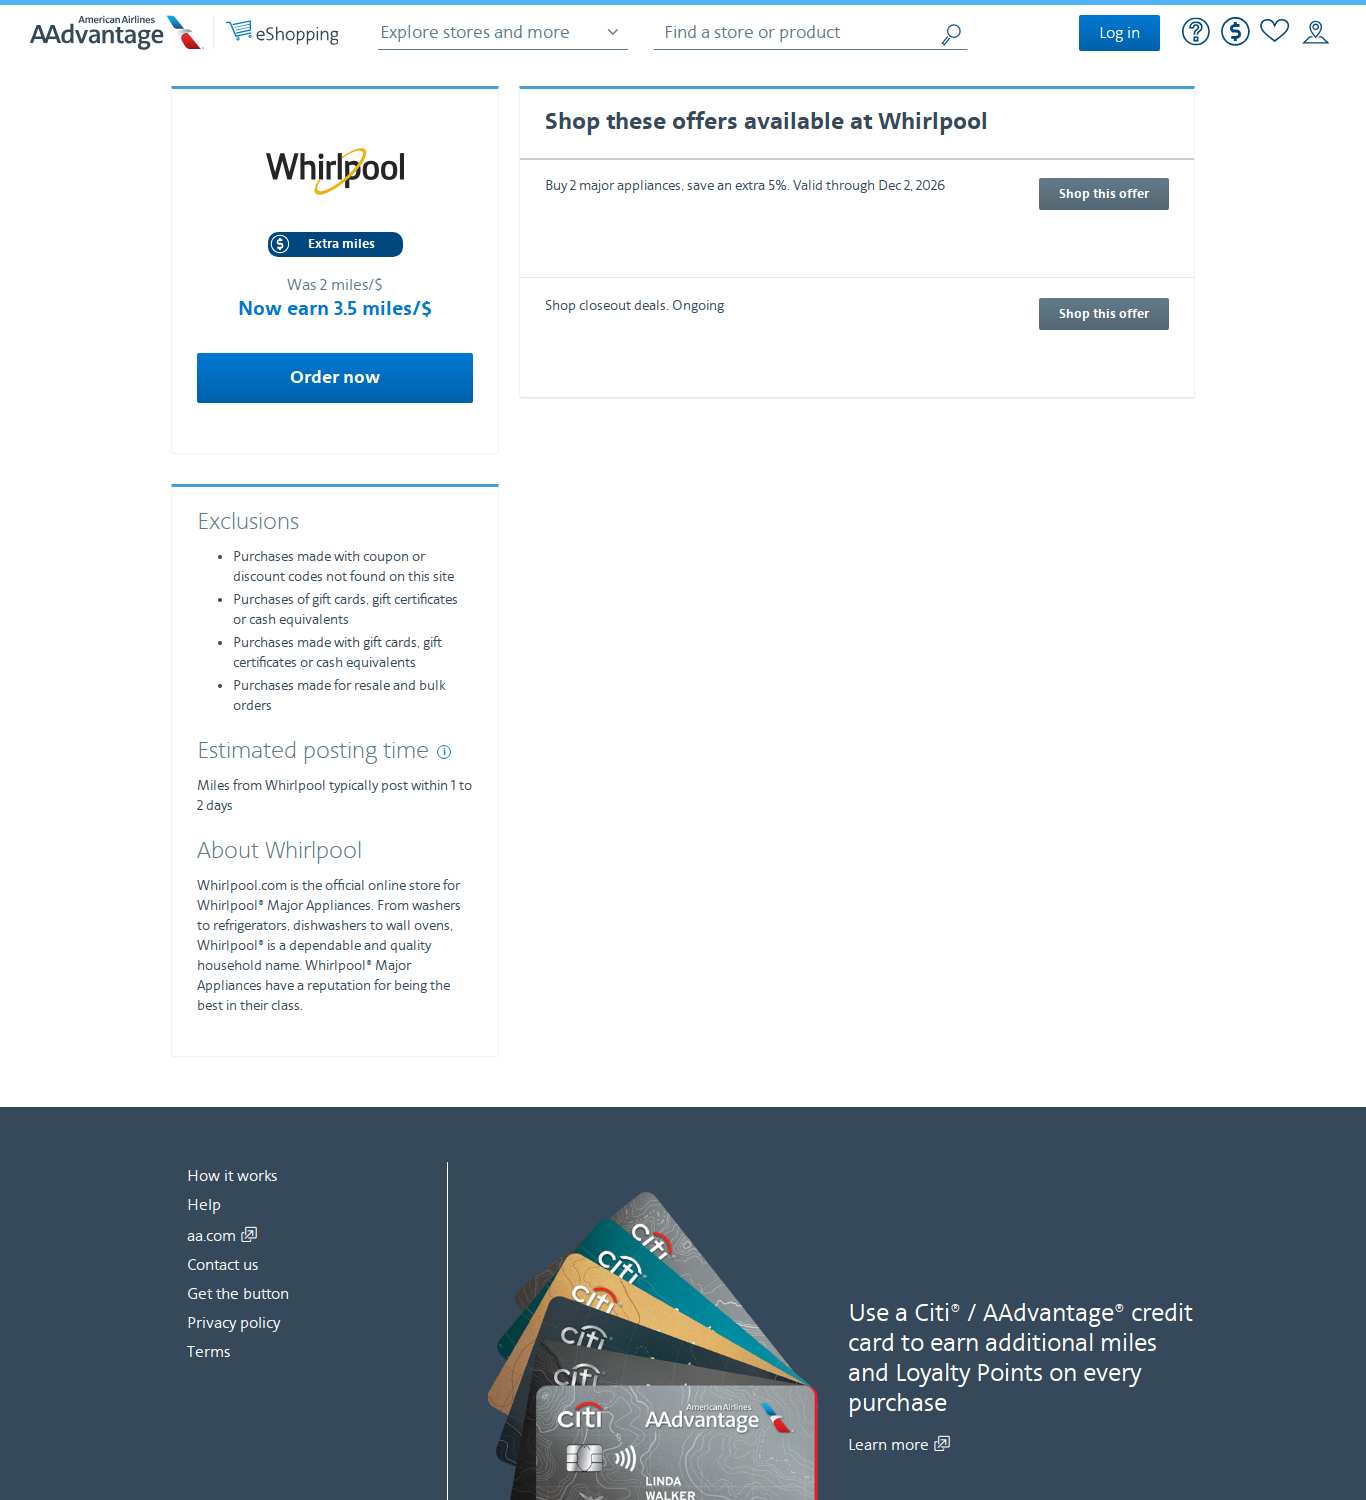 American Airlines
AAdvantage
eShopping
Explore stores and more
Find a store or product
Log in
Whirlpool
Extra miles
Was 2 miles/$
Now earn 3.5 miles/$
Order now
Shop these offers available at Whirlpool
Buy 2 major appliances, save an extra 5%. Valid through Dec 2, 2026
Shop this offer
Shop closeout deals. Ongoing
Shop this offer
Exclusions
• Purchases made with coupon or
discount codes not found on this site
• Purchases of gift cards, gift certificates
or cash equivalents
• Purchases made with gift cards, gift
certificates or cash equivalents
• Purchases made for resale and bulk
orders
Estimated posting time
Miles from Whirlpool typically post within 1 to
2 days
About Whirlpool
Whirlpool.com is the official online store for
Whirlpool® Major Appliances. From washers
to refrigerators, dishwashers to wall ovens,
Whirlpool® is a dependable and quality
household name. Whirlpool® Major
Appliances have a reputation for being the
best in their class.
How it works
Help
aa.com
Contact us
Get the button
Privacy policy
Terms
citi
citi
citi
citi
citi
citi
American Airlines
AAdvantage
LINDA
WALKER
Use a Citi® / AAdvantage® credit
card to earn additional miles
and Loyalty Points on every
purchase
Learn more